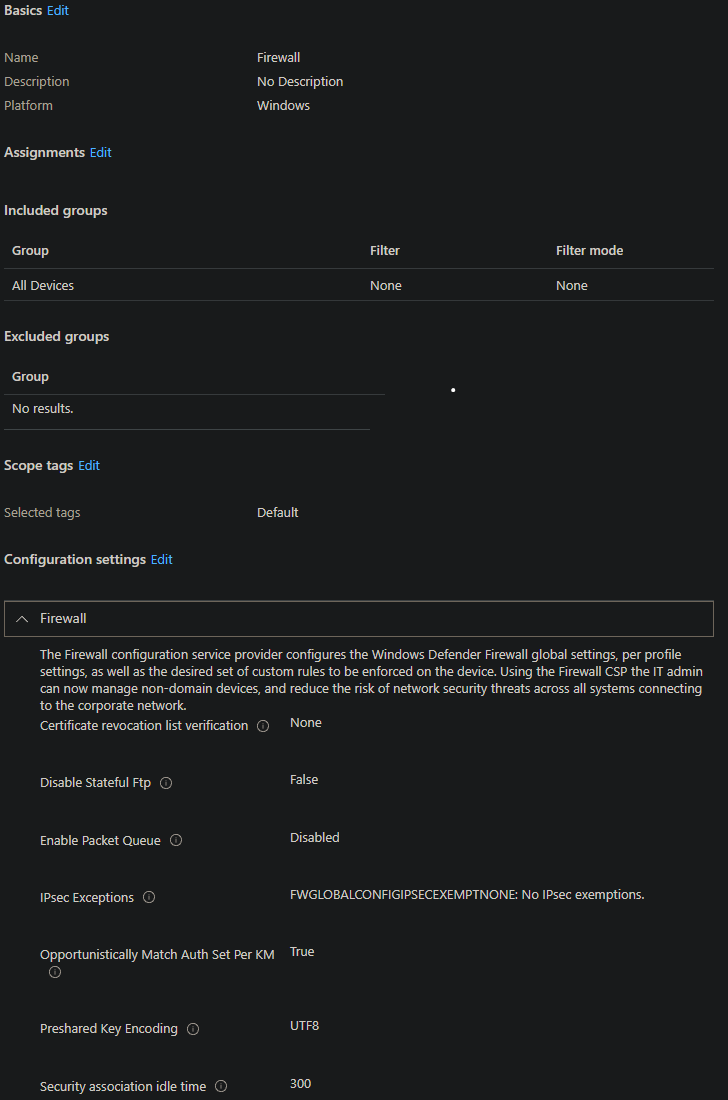 Basics Edit
Name Firewall
Description No Description
Platform Windows
Assignments Edit
Included groups
Group Filter Filter mode
All Devices None None
Excluded groups
Group
No results.
Scope tags Edit
Selected tags Default
Configuration settings Edit
Firewall
The Firewall configuration service provider configures the Windows Defender Firewall global settings, per profile
settings, as well as the desired set of custom rules to be enforced on the device. Using the Firewall CSP the IT admin
can now manage non-domain devices, and reduce the risk of network security threats across all systems connecting
to the corporate network.
Certificate revocation list verification None
Disable Stateful Ftp False
Enable Packet Queue Disabled
IPsec Exceptions FWGLOBALCONFIGIPSECEXEMPTNONE: No IPsec exemptions.
Opportunistically Match Auth Set Per KM True
Preshared Key Encoding UTF8
Security association idle time 300